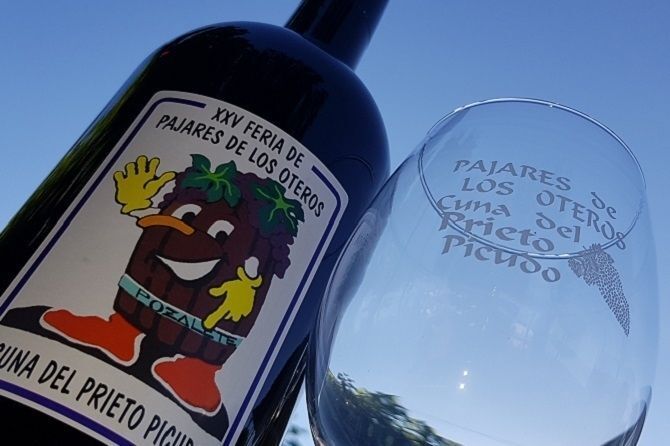 XXV FERIA DE
PAJARES DE LOS OTEROS
POZALETE
CUNA DEL PRIETO
PAJARES de
LOS OTEROS
Cuna del
Prieto
Picudo